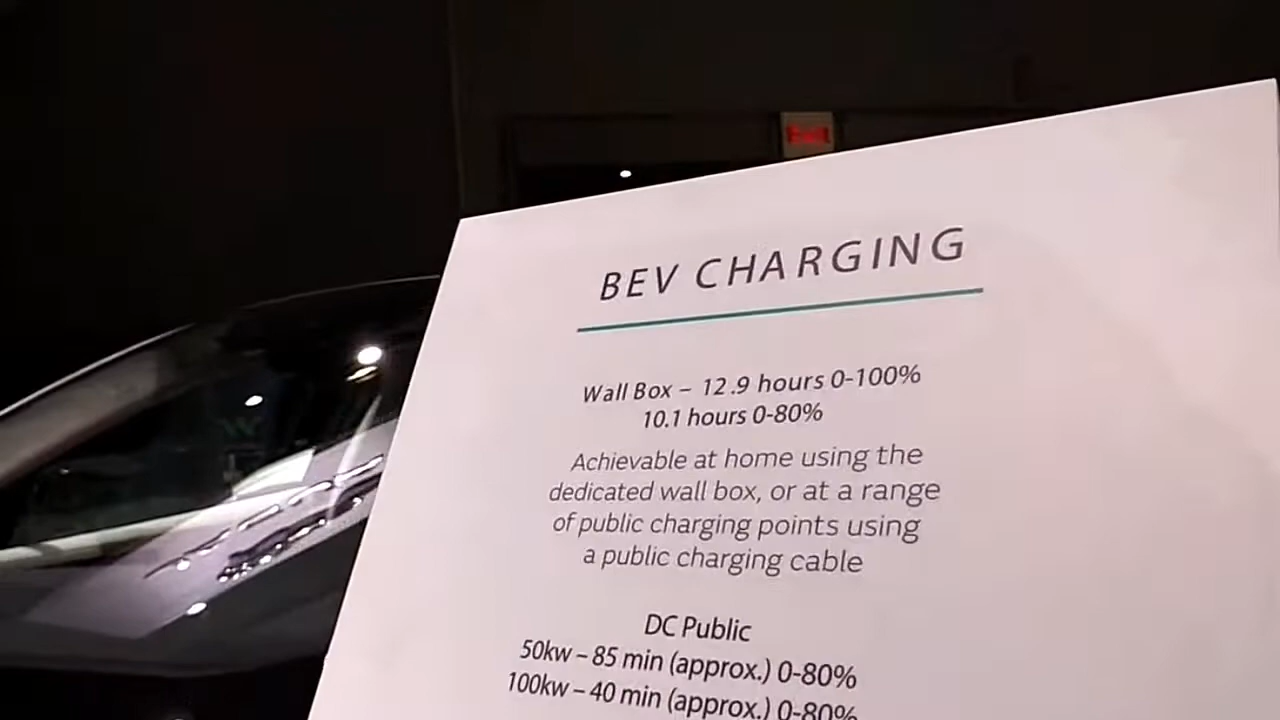 BEV CHARGING
Wall Box – 12.9 hours 0-100%
10.1 hours 0-80%
Achievable at home using the
dedicated wall box, or at a range
of public charging points using
a public charging cable
DC Public
50kw – 85 min (approx.) 0-80%
100kw – 40 min (approx.) 0-80%